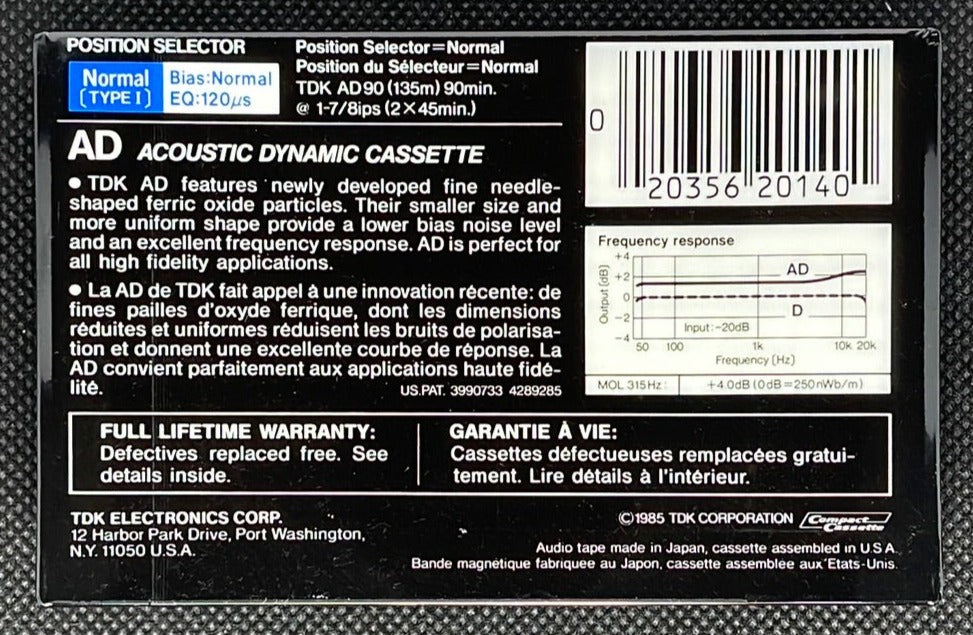 POSITION SELECTOR
Normal
(TYPE I)
Bias:Normal
EQ:120μs
Position Selector=Normal
Position du Sélecteur=Normal
TDK AD90 (135m) 90min.
@ 1-7/8ips (2×45min.)
AD ACOUSTIC DYNAMIC CASSETTE
● TDK AD features newly developed fine needle-
shaped ferric oxide particles. Their smaller size and
more uniform shape provide a lower bias noise level
and an excellent frequency response. AD is perfect for
all high fidelity applications.
● La AD de TDK fait appel à une innovation récente: de
fines pailles d'oxyde ferrique, dont les dimensions
réduites et uniformes réduisent les bruits de polarisa-
tion et donnent une excellente courbe de réponse. La
AD convient parfaitement aux applications haute fidé-
lité.
US.PAT. 3990733 4289285
0
20356 20140
Frequency response
Output (dB)
+4
+2
0
-2
-4
AD
D
Input:-20dB
50 100 1k 10k 20k
Frequency (Hz)
MOL 315Hz: +4.0dB (0dB=250nWb/m)
FULL LIFETIME WARRANTY:
Defectives replaced free. See
details inside.
GARANTIE À VIE:
Cassettes défectueuses remplacées gratui-
tement. Lire détails à l'intérieur.
TDK ELECTRONICS CORP.
12 Harbor Park Drive, Port Washington,
N.Y. 11050 U.S.A.
©1985 TDK CORPORATION
Compact
Cassette
Audio tape made in Japan, cassette assembled in U.S.A.
Bande magnétique fabriquée au Japon, cassette assemblée aux Etats-Unis.